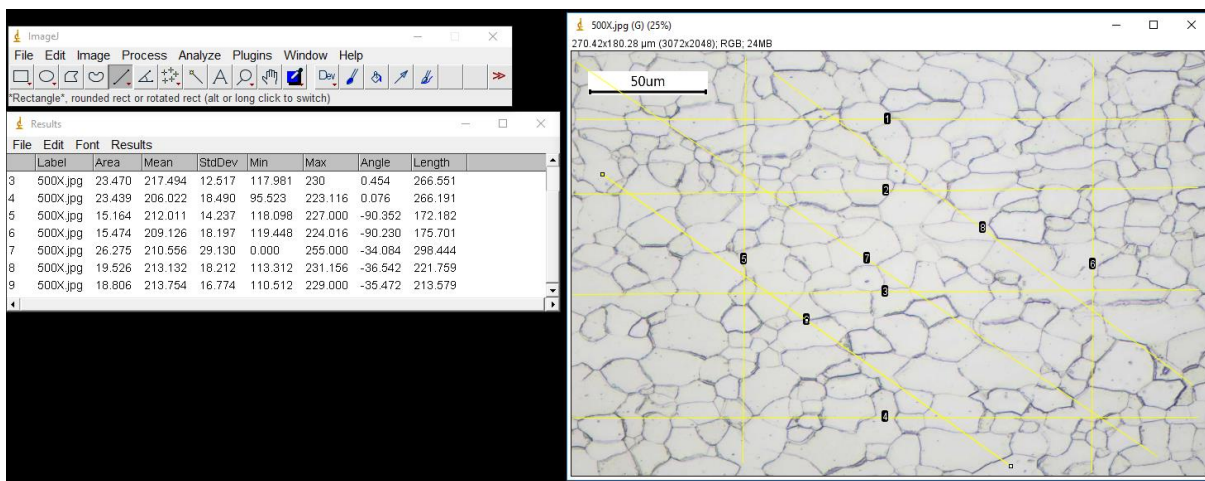 ImageJ
File Edit Image Process Analyze Plugins Window Help
Dev
*Rectangle*, rounded rect or rotated rect (alt or long click to switch)
Results
File Edit Font Results
Label Area Mean StdDev Min Max Angle Length
3 500X.jpg 23.470 217.494 12.517 117.981 230 0.454 266.551
4 500X.jpg 23.439 206.022 18.490 95.523 223.116 0.076 266.191
5 500X.jpg 15.164 212.011 14.237 118.098 227.000 -90.352 172.182
6 500X.jpg 15.474 209.126 18.197 119.448 224.016 -90.230 175.701
7 500X.jpg 26.275 210.556 29.130 0.000 255.000 -34.084 298.444
8 500X.jpg 19.526 213.132 18.212 113.312 231.156 -36.542 221.759
9 500X.jpg 18.806 213.754 16.774 110.512 229.000 -35.472 213.579
500X.jpg (G) (25%)
270.42x180.28 µm (3072x2048); RGB; 24MB
50um
1
2
8
5
7
6
3
9
4